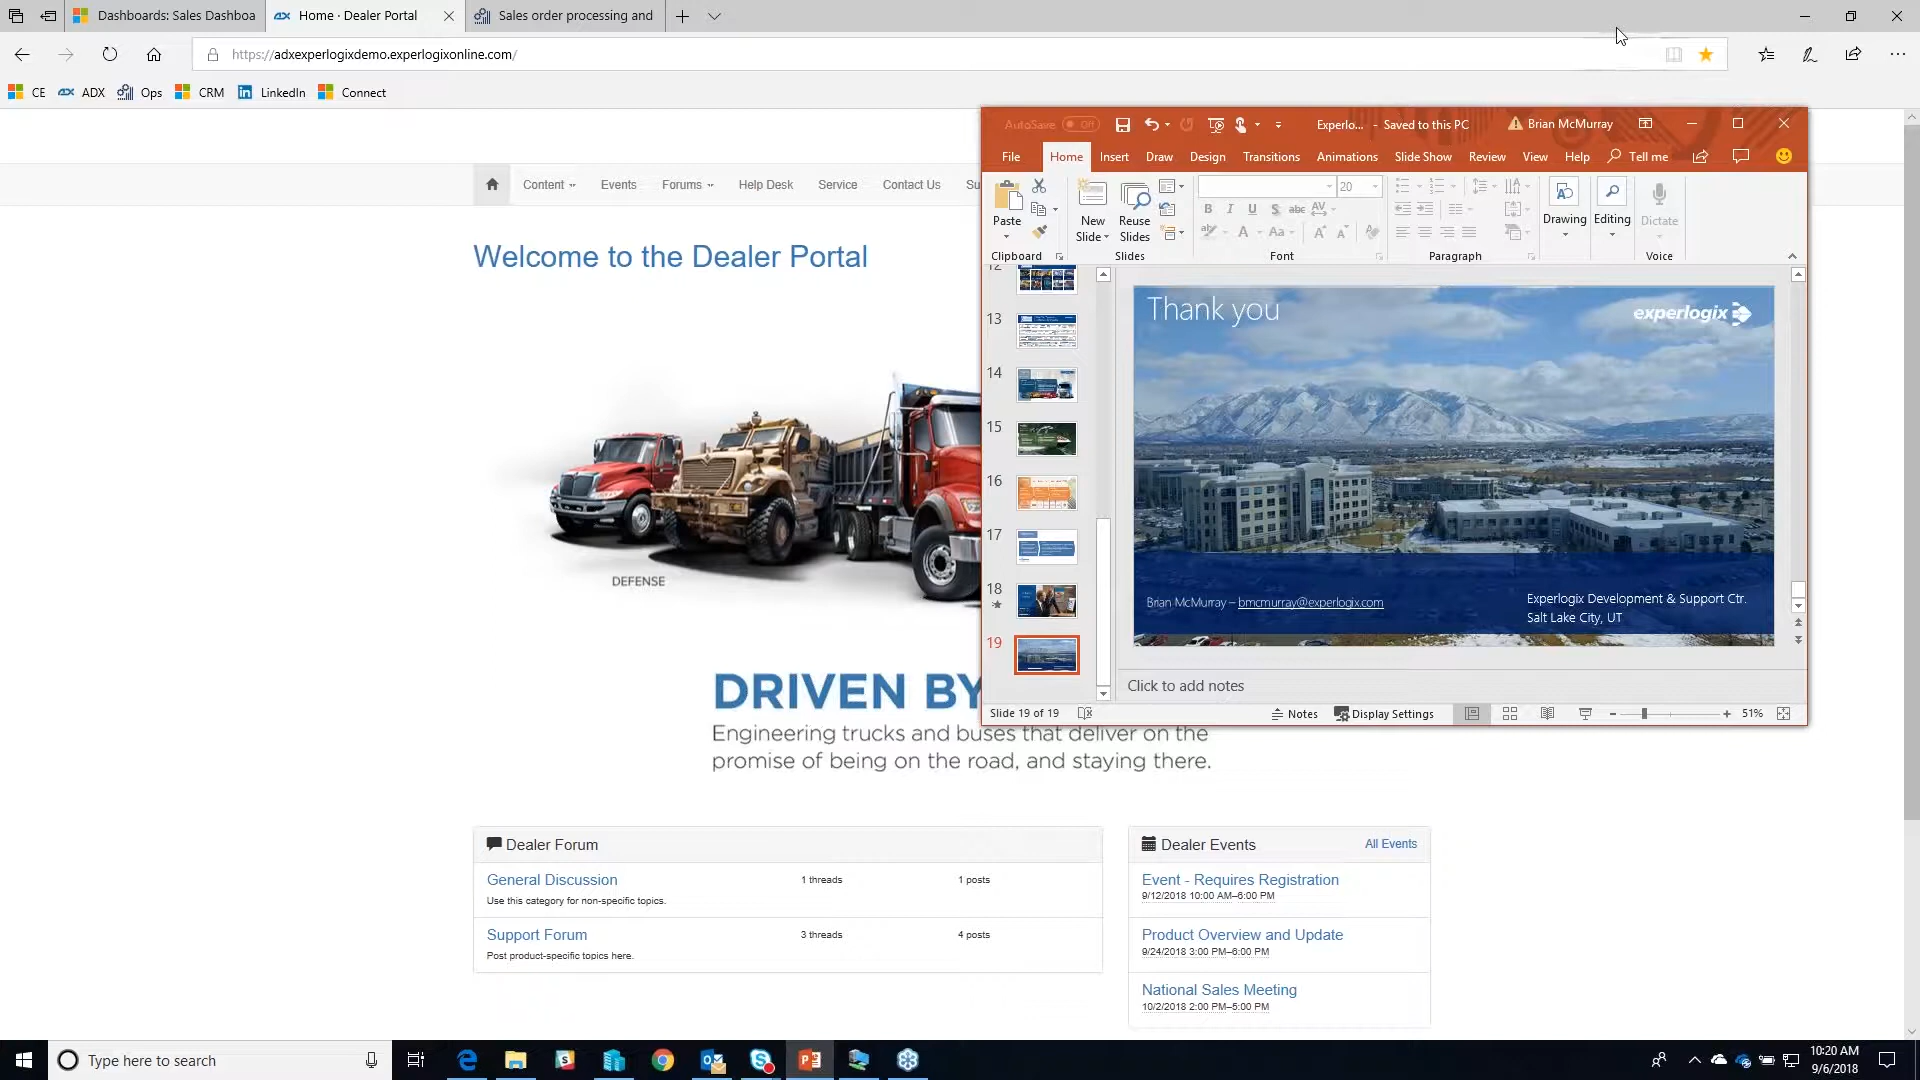 Dashboards: Sales Dashboa
Home · Dealer Portal
Sales order processing and
https://adxexperlogixdemo.experlogixonline.com/
CE ADX Ops CRM LinkedIn Connect
Content Events Forums Help Desk Service Contact Us Su
Welcome to the Dealer Portal
DEFENSE
DRIVEN BY
Engineering trucks and buses that deliver on the
promise of being on the road, and staying there.
Dealer Forum
General Discussion 1 threads 1 posts
Use this category for non-specific topics.
Support Forum 3 threads 4 posts
Post product-specific topics here.
Dealer Events All Events
Event - Requires Registration
9/12/2018 10:00 AM–6:00 PM
Product Overview and Update
9/24/2018 3:00 PM–6:00 PM
National Sales Meeting
10/2/2018 2:00 PM–5:00 PM
AutoSave Off Experlo... - Saved to this PC Brian McMurray
File Home Insert Draw Design Transitions Animations Slide Show Review View Help Tell me
Paste
New
Slide
Reuse
Slides
20
B I U S abc AV
A Aa A A
Drawing Editing Dictate
Clipboard Slides Font Paragraph Voice
12
13
14
15
16
17
18
19
Thank you
experlogix
Brian McMurray – bmcmurray@experlogix.com
Experlogix Development & Support Ctr.
Salt Lake City, UT
Click to add notes
Slide 19 of 19 Notes Display Settings 51%
Type here to search
10:20 AM
9/6/2018